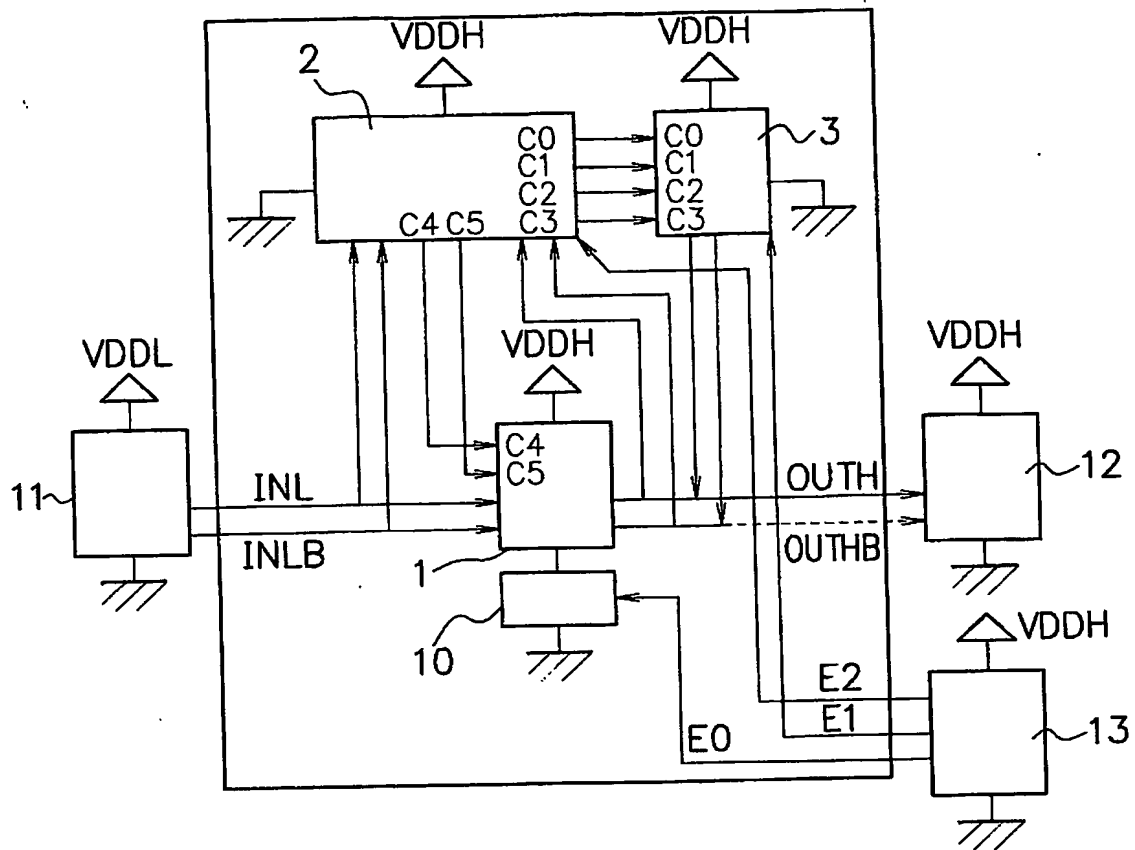 VDDH
VDDH
2
3
C0
C1
C2
C3
C4 C5
C0
C1
C2
C3
VDDH
VDDL
VDDH
11
INL
INLB
C4
C5
1
10
OUTH
OUTHB
12
VDDH
E2
E1
E0
13